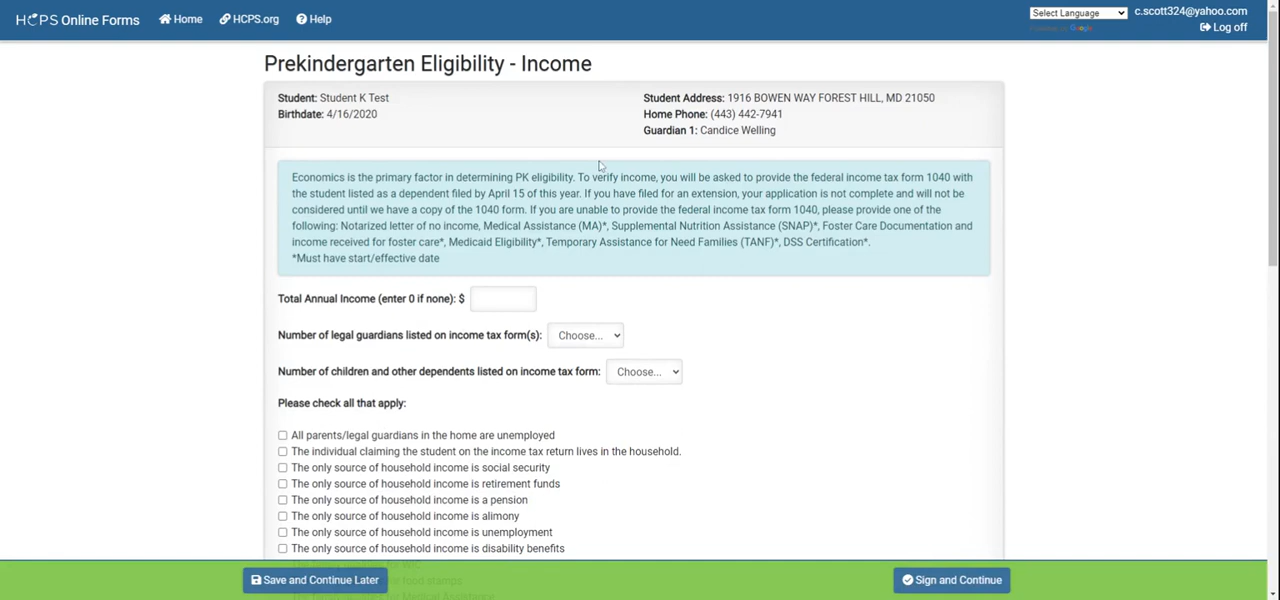 HCPS Online Forms Home HCPS.org Help
Select Language
c.scott324@yahoo.com
Google
Log off
Prekindergarten Eligibility - Income
Student: Student K Test
Birthdate: 4/16/2020
Student Address: 1916 BOWEN WAY FOREST HILL, MD 21050
Home Phone: (443) 442-7941
Guardian 1: Candice Welling
Economics is the primary factor in determining PK eligibility. To verify income, you will be asked to provide the federal income tax form 1040 with
the student listed as a dependent filed by April 15 of this year. If you have filed for an extension, your application is not complete and will not be
considered until we have a copy of the 1040 form. If you are unable to provide the federal income tax form 1040, please provide one of the
following: Notarized letter of no income, Medical Assistance (MA)*, Supplemental Nutrition Assistance (SNAP)*, Foster Care Documentation and
income received for foster care*, Medicaid Eligibility*, Temporary Assistance for Need Families (TANF)*, DSS Certification*.
*Must have start/effective date
Total Annual Income (enter 0 if none): $
Number of legal guardians listed on income tax form(s): Choose...
Number of children and other dependents listed on income tax form: Choose...
Please check all that apply:
All parents/legal guardians in the home are unemployed
The individual claiming the student on the income tax return lives in the household.
The only source of household income is social security
The only source of household income is retirement funds
The only source of household income is a pension
The only source of household income is alimony
The only source of household income is unemployment
The only source of household income is disability benefits
Save and Continue Later
food stamps
Medical Assistance
Sign and Continue